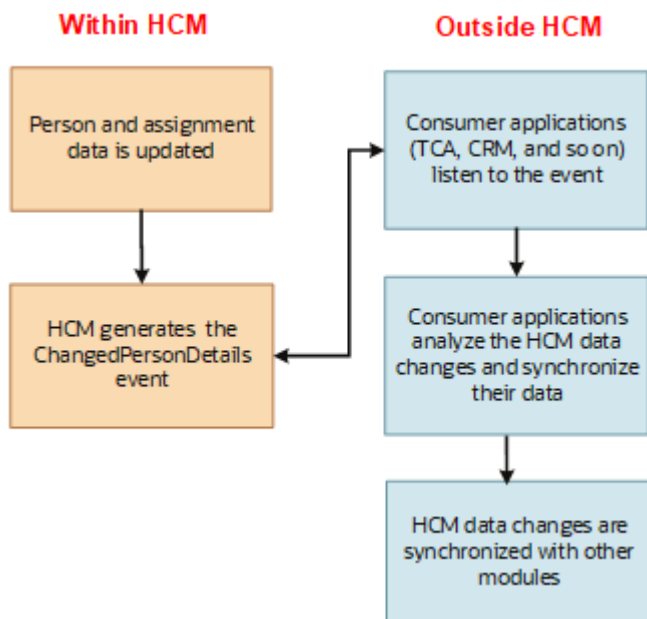 Within HCM
Person and assignment
data is updated
HCM generates the
ChangedPersonDetails
event
Outside HCM
Consumer applications
(TCA, CRM, and so on)
listen to the event
Consumer applications
analyze the HCM data
changes and synchronize
their data
HCM data changes are
synchronized with other
modules